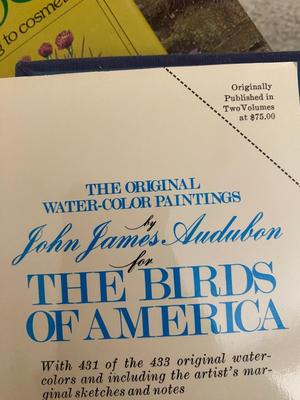 g to cosmet
Originally
Published in
Two Volumes
at $75.00
THE ORIGINAL
WATER-COLOR PAINTINGS
by
John James Audubon
for
THE BIRDS
OF AMERICA
With 431 of the 433 original water-
colors and including the artist's mar-
ginal sketches and notes